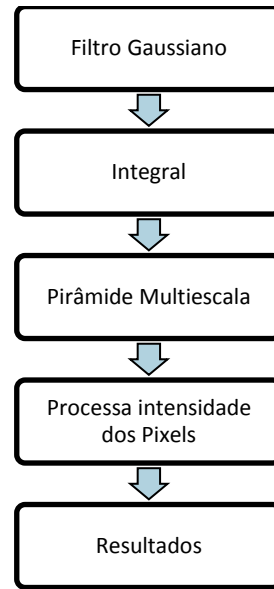 Filtro Gaussiano
Integral
Pirâmide Multiescala
Processa intensidade
dos Pixels
Resultados